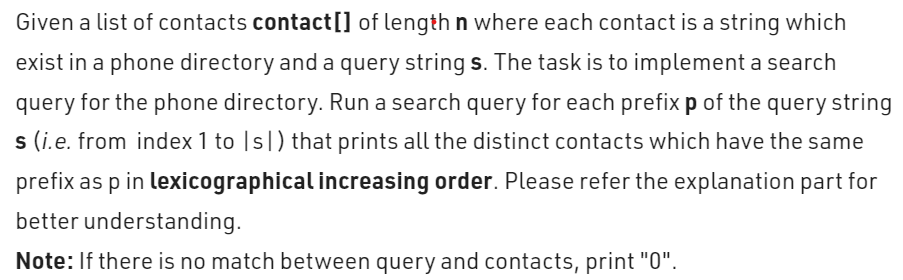 Given a list of contacts contact[] of length n where each contact is a string which
exist in a phone directory and a query string s. The task is to implement a search
query for the phone directory. Run a search query for each prefix p of the query string
s (i.e. from  index 1 to |s|) that prints all the distinct contacts which have the same
prefix as p in lexicographical increasing order. Please refer the explanation part for
better understanding.
Note: If there is no match between query and contacts, print "0".